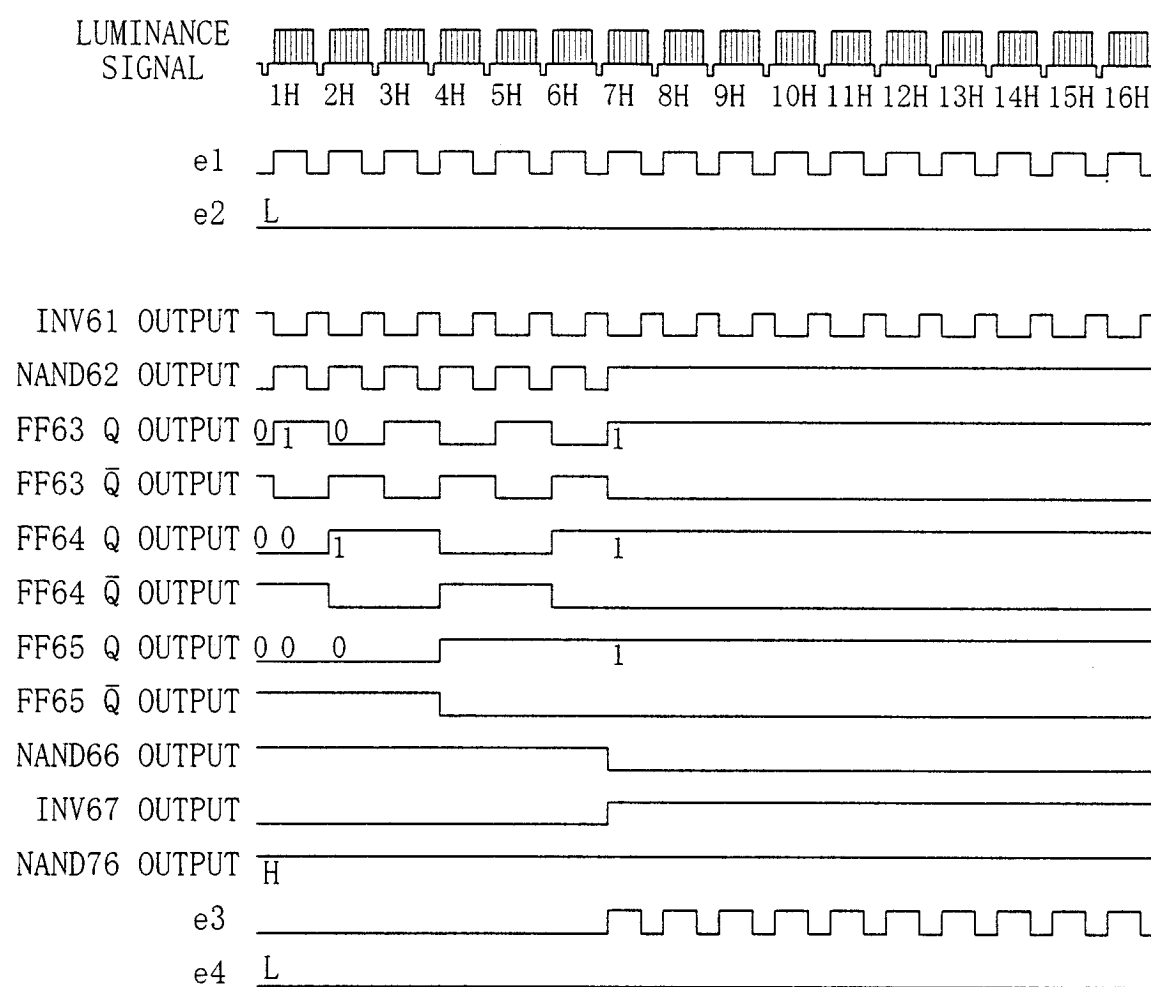 LUMINANCE
SIGNAL
1H 2H 3H 4H 5H 6H 7H 8H 9H 10H 11H 12H 13H 14H 15H 16H
e1
e2 L
INV61 OUTPUT
NAND62 OUTPUT
FF63 Q OUTPUT 0 1 0 1
FF63 Q̄ OUTPUT
FF64 Q OUTPUT 0 0 1 1
FF64 Q̄ OUTPUT
FF65 Q OUTPUT 0 0 0 1
FF65 Q̄ OUTPUT
NAND66 OUTPUT
INV67 OUTPUT
NAND76 OUTPUT H
e3
e4 L